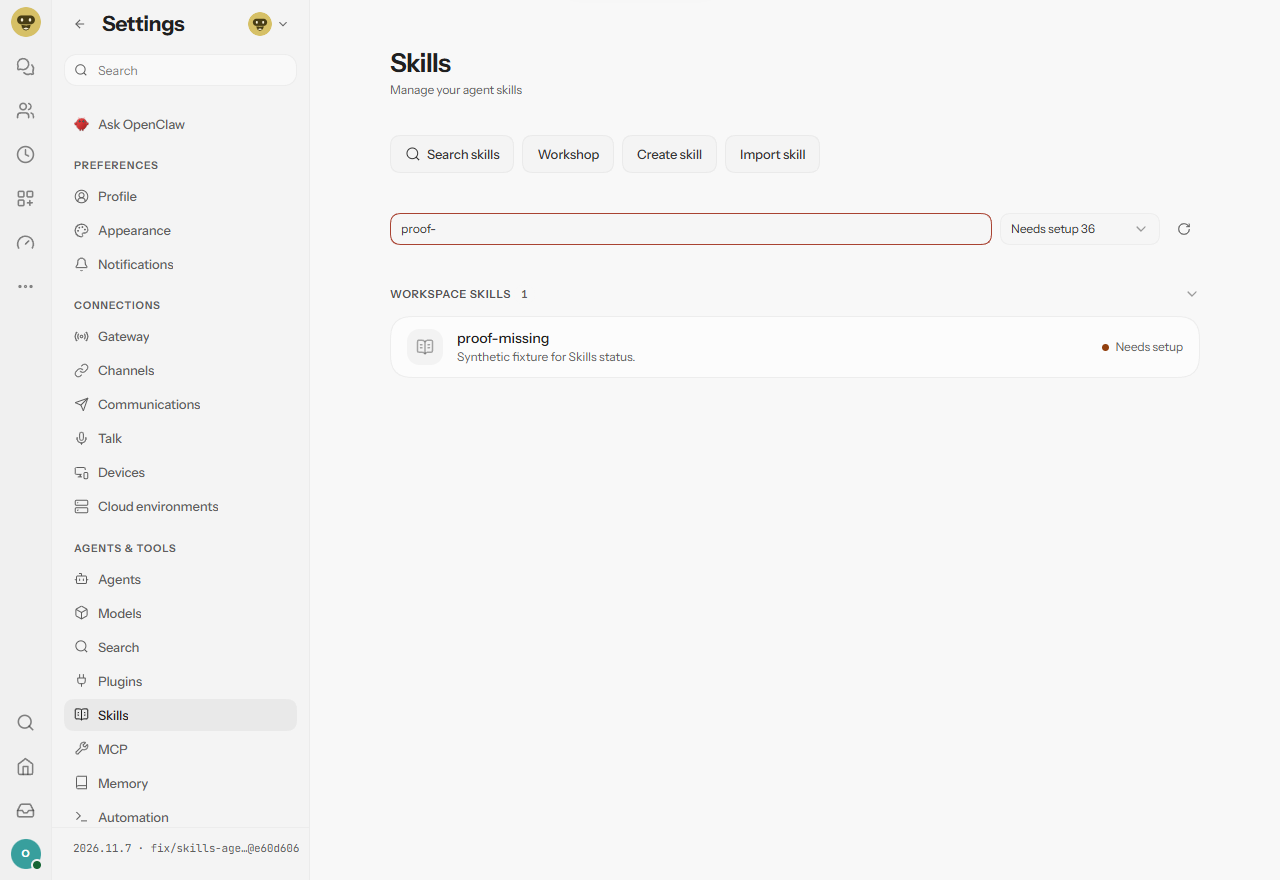 Settings
Search
Ask OpenClaw
PREFERENCES
Profile
Appearance
Notifications
CONNECTIONS
Gateway
Channels
Communications
Talk
Devices
Cloud environments
AGENTS & TOOLS
Agents
Models
Search
Plugins
Skills
MCP
Memory
Automation
2026.11.7 · fix/skills-age…@e60d606
O
Skills
Manage your agent skills
Search skills
Workshop
Create skill
Import skill
proof-
Needs setup 36
WORKSPACE SKILLS 1
proof-missing
Synthetic fixture for Skills status.
Needs setup